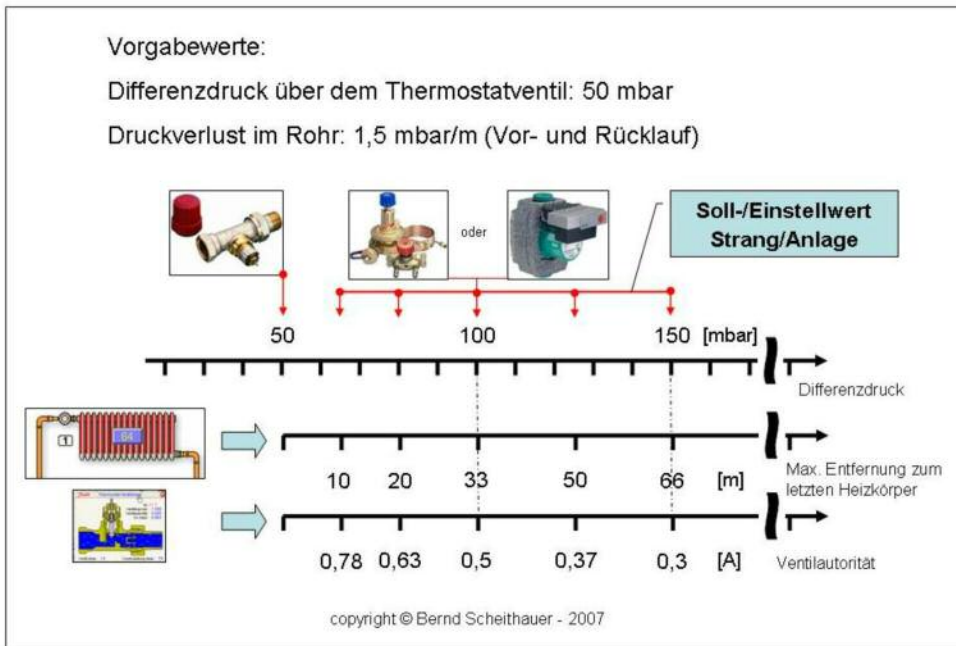 Vorgabewerte:
Differenzdruck über dem Thermostatventil: 50 mbar
Druckverlust im Rohr: 1,5 mbar/m (Vor- und Rücklauf)
oder
Soll-/Einstellwert
Strang/Anlage
50 100 150 [mbar]
Differenzdruck
1
64
10 20 33 50 66 [m]
Max. Entfernung zum
letzten Heizkörper
0,78 0,63 0,5 0,37 0,3 [A]
Ventilautorität
copyright © Bernd Scheithauer - 2007